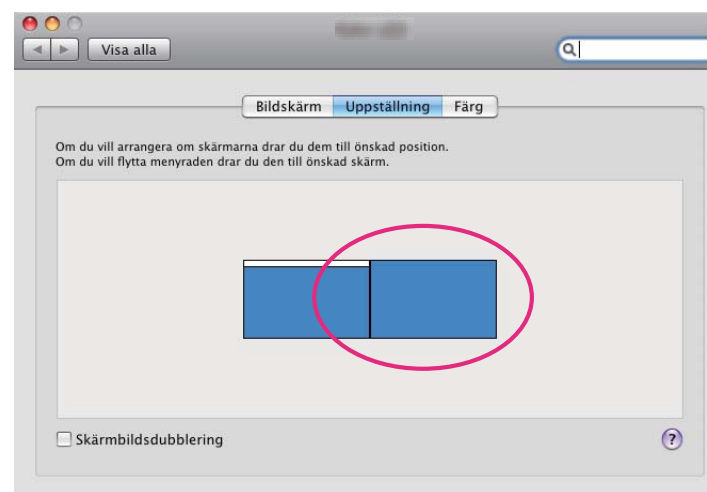 Visa alla
Bildskärm Uppställning Färg
Om du vill arrangera om skärmarna drar du dem till önskad position.
Om du vill flytta menyraden drar du den till önskad skärm.
Skärmbildsdubblering
?